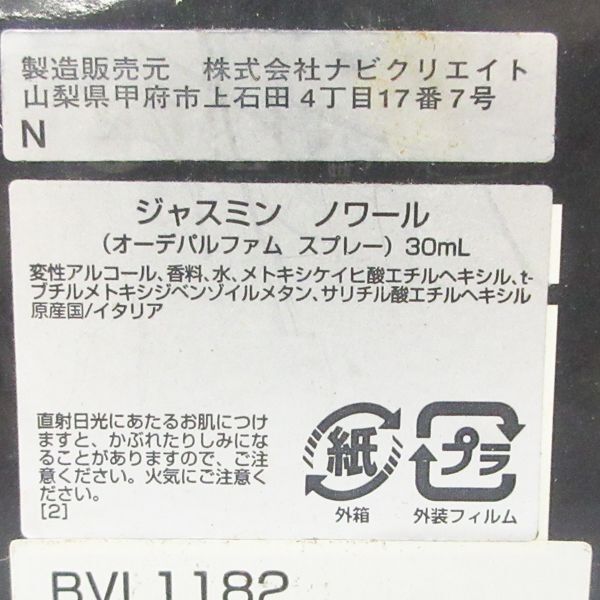 製造販売元 株式会社ナビクリエイト
山梨県甲府市上石田4丁目17番7号
N
ジャスミン ノワール
(オーデパルファム スプレー) 30mL
変性アルコール、香料、水、メトキシケイヒ酸エチルヘキシル、t-
ブチルメトキシジベンゾイルメタン、サリチル酸エチルヘキシル
原産国/イタリア
直射日光にあたるお肌につけ
ますと、かぶれたりしみにな
ることがありますので、ご注
意ください。火気にご注意く
ださい。
[2]
紙
外箱
プラ
外装フィルム
BVL1182